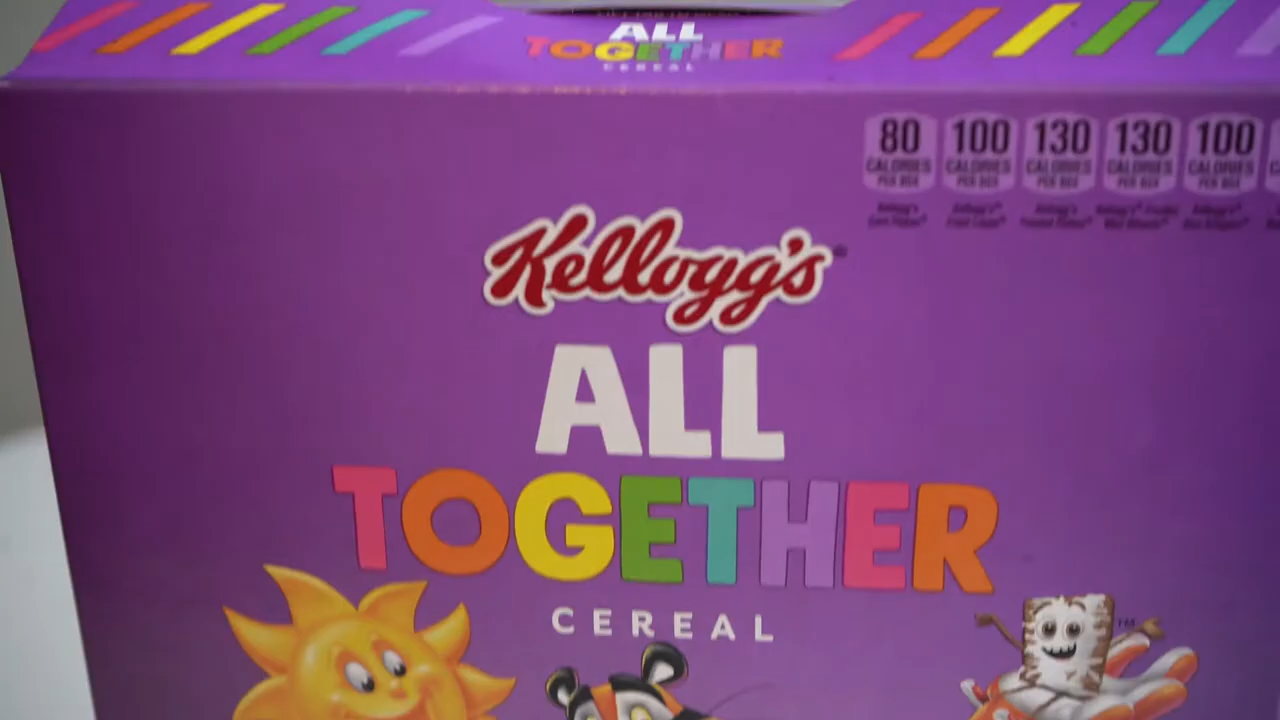 ALL
TOGETHER
CEREAL
80 100 130 130 100
CALORIES CALORIES CALORIES CALORIES CALORIES
PER BOX PER BOX PER BOX PER BOX PER BOX
Kellogg's
ALL
TOGETHER
CEREAL
TM